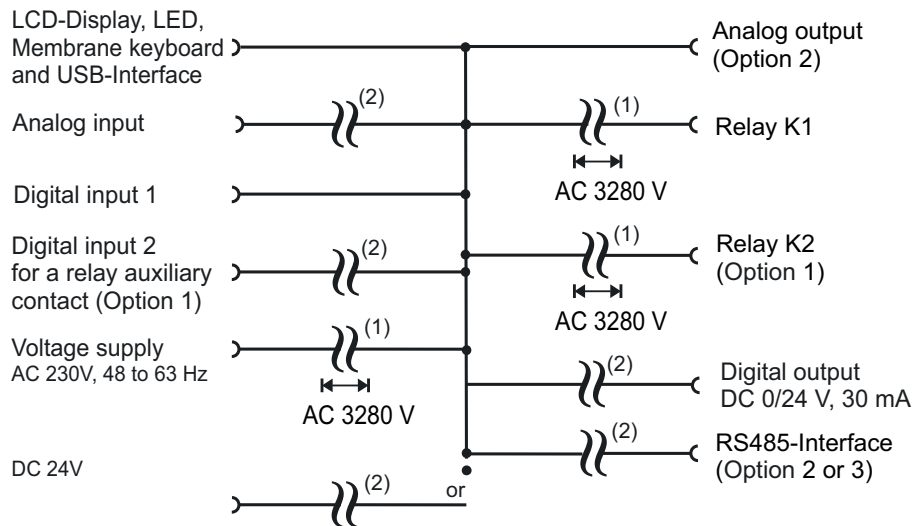 LCD-Display, LED,
Membrane keyboard
and USB-Interface
Analog output
(Option 2)
Analog input
(2)
(1)
Relay K1
AC 3280 V
Digital input 1
Digital input 2
for a relay auxiliary
contact (Option 1)
(2)
(1)
Relay K2
(Option 1)
AC 3280 V
Voltage supply
AC 230V, 48 to 63 Hz
(1)
AC 3280 V
(2)
Digital output
DC 0/24 V, 30 mA
(2)
RS485-Interface
(Option 2 or 3)
DC 24V
(2)
or